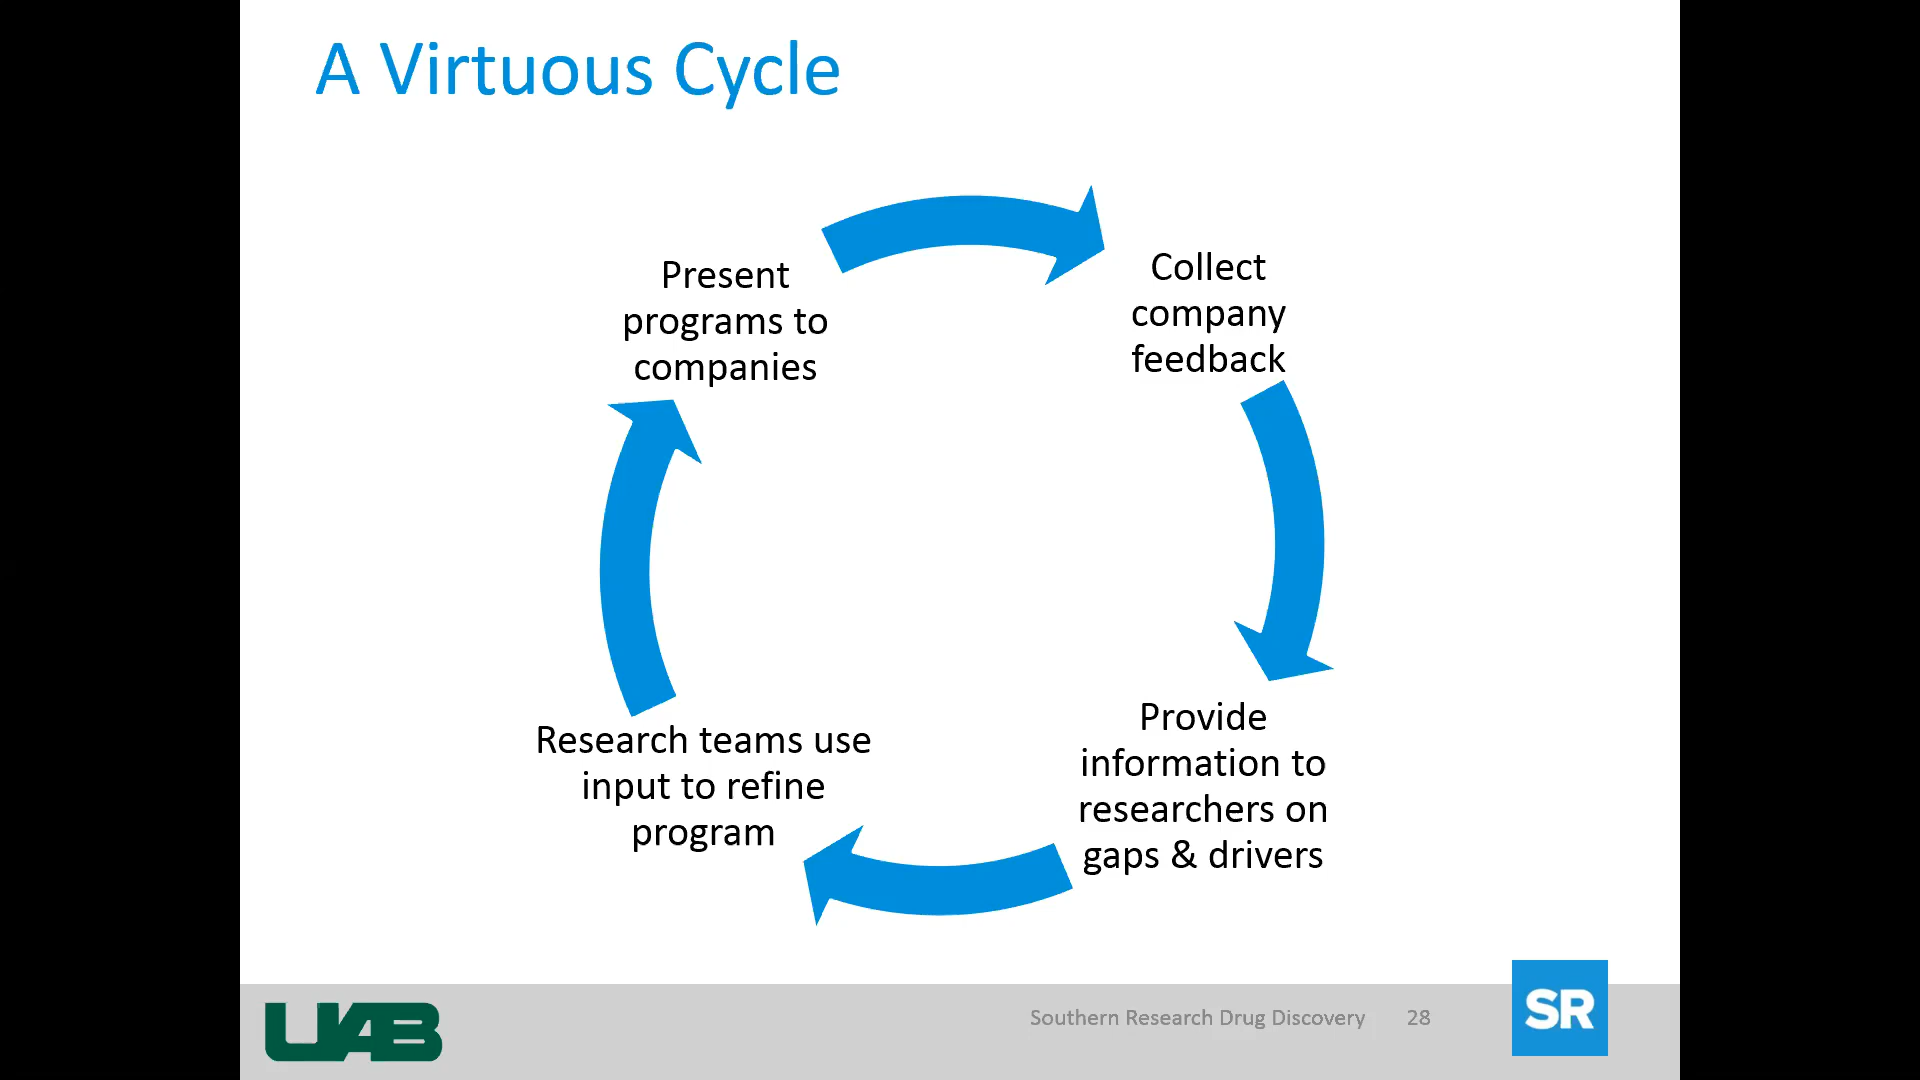 A Virtuous Cycle
Present
programs to
companies
Collect
company
feedback
Provide
information to
researchers on
gaps & drivers
Research teams use
input to refine
program
UAB
Southern Research Drug Discovery 28
SR